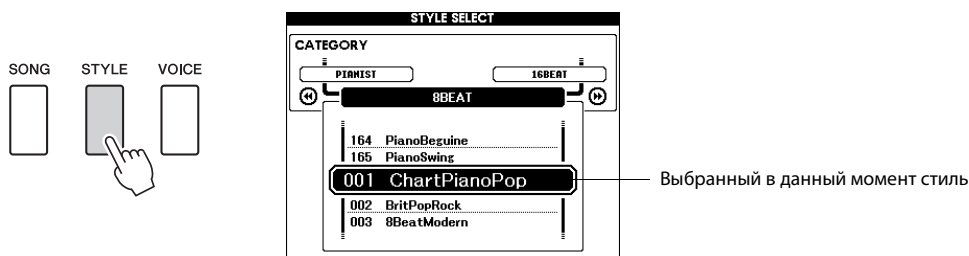 STYLE SELECT
CATEGORY
SONG STYLE VOICE
PIANIST 16BEAT
8BEAT
164 PianoBeguine
165 PianoSwing
001 ChartPianoPop
Выбранный в данный момент стиль
002 BritPopRock
003 8BeatModern